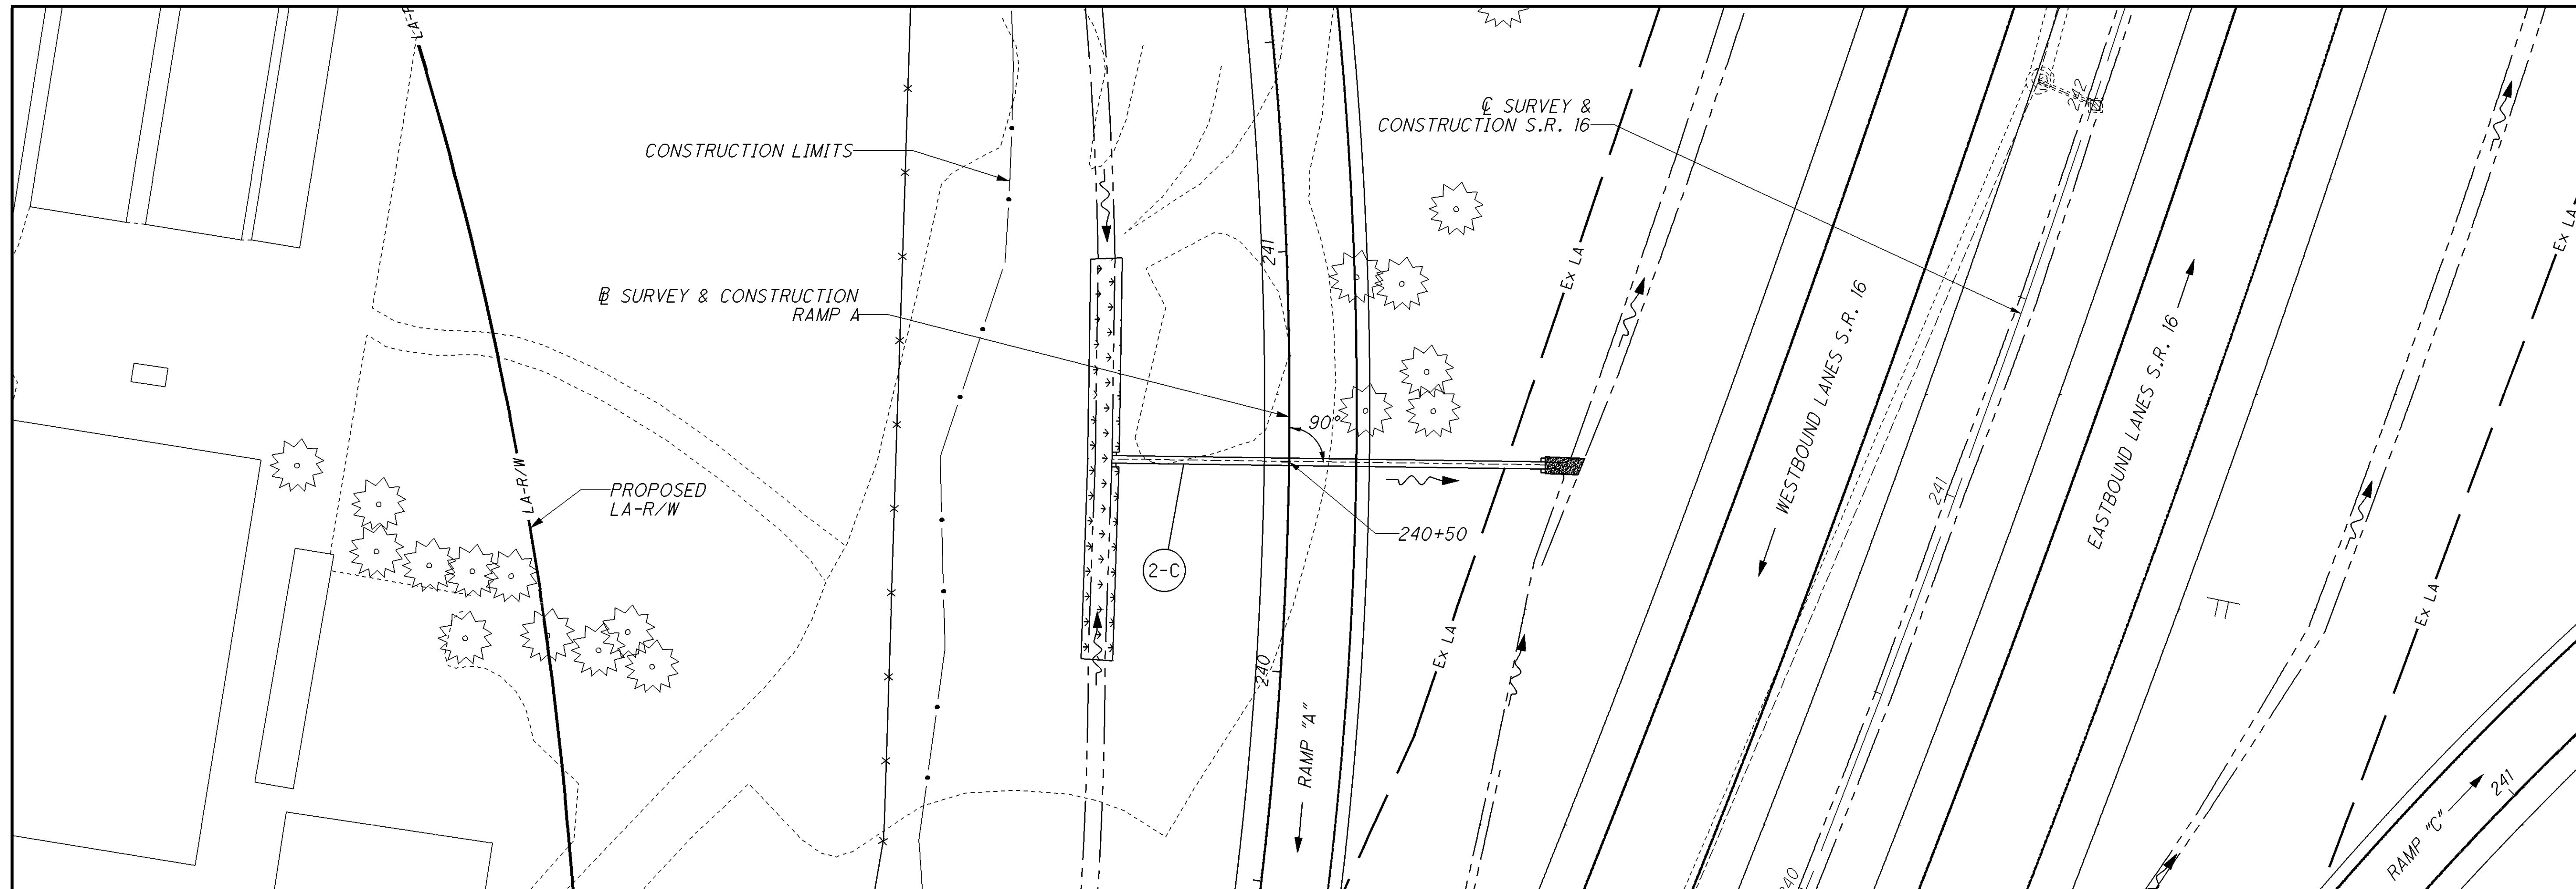 LA-R
℄ SURVEY &
CONSTRUCTION S.R. 16
242
CONSTRUCTION LIMITS
241
Ex LA
Ex LA
℄ SURVEY & CONSTRUCTION
RAMP A
WESTBOUND LANES S.R. 16
EASTBOUND LANES S.R. 16
90°
LA-R/W
PROPOSED
LA-R/W
241
240+50
2-C
Ex LA
Ex LA
240
RAMP "A"
RAMP "C"
241
240